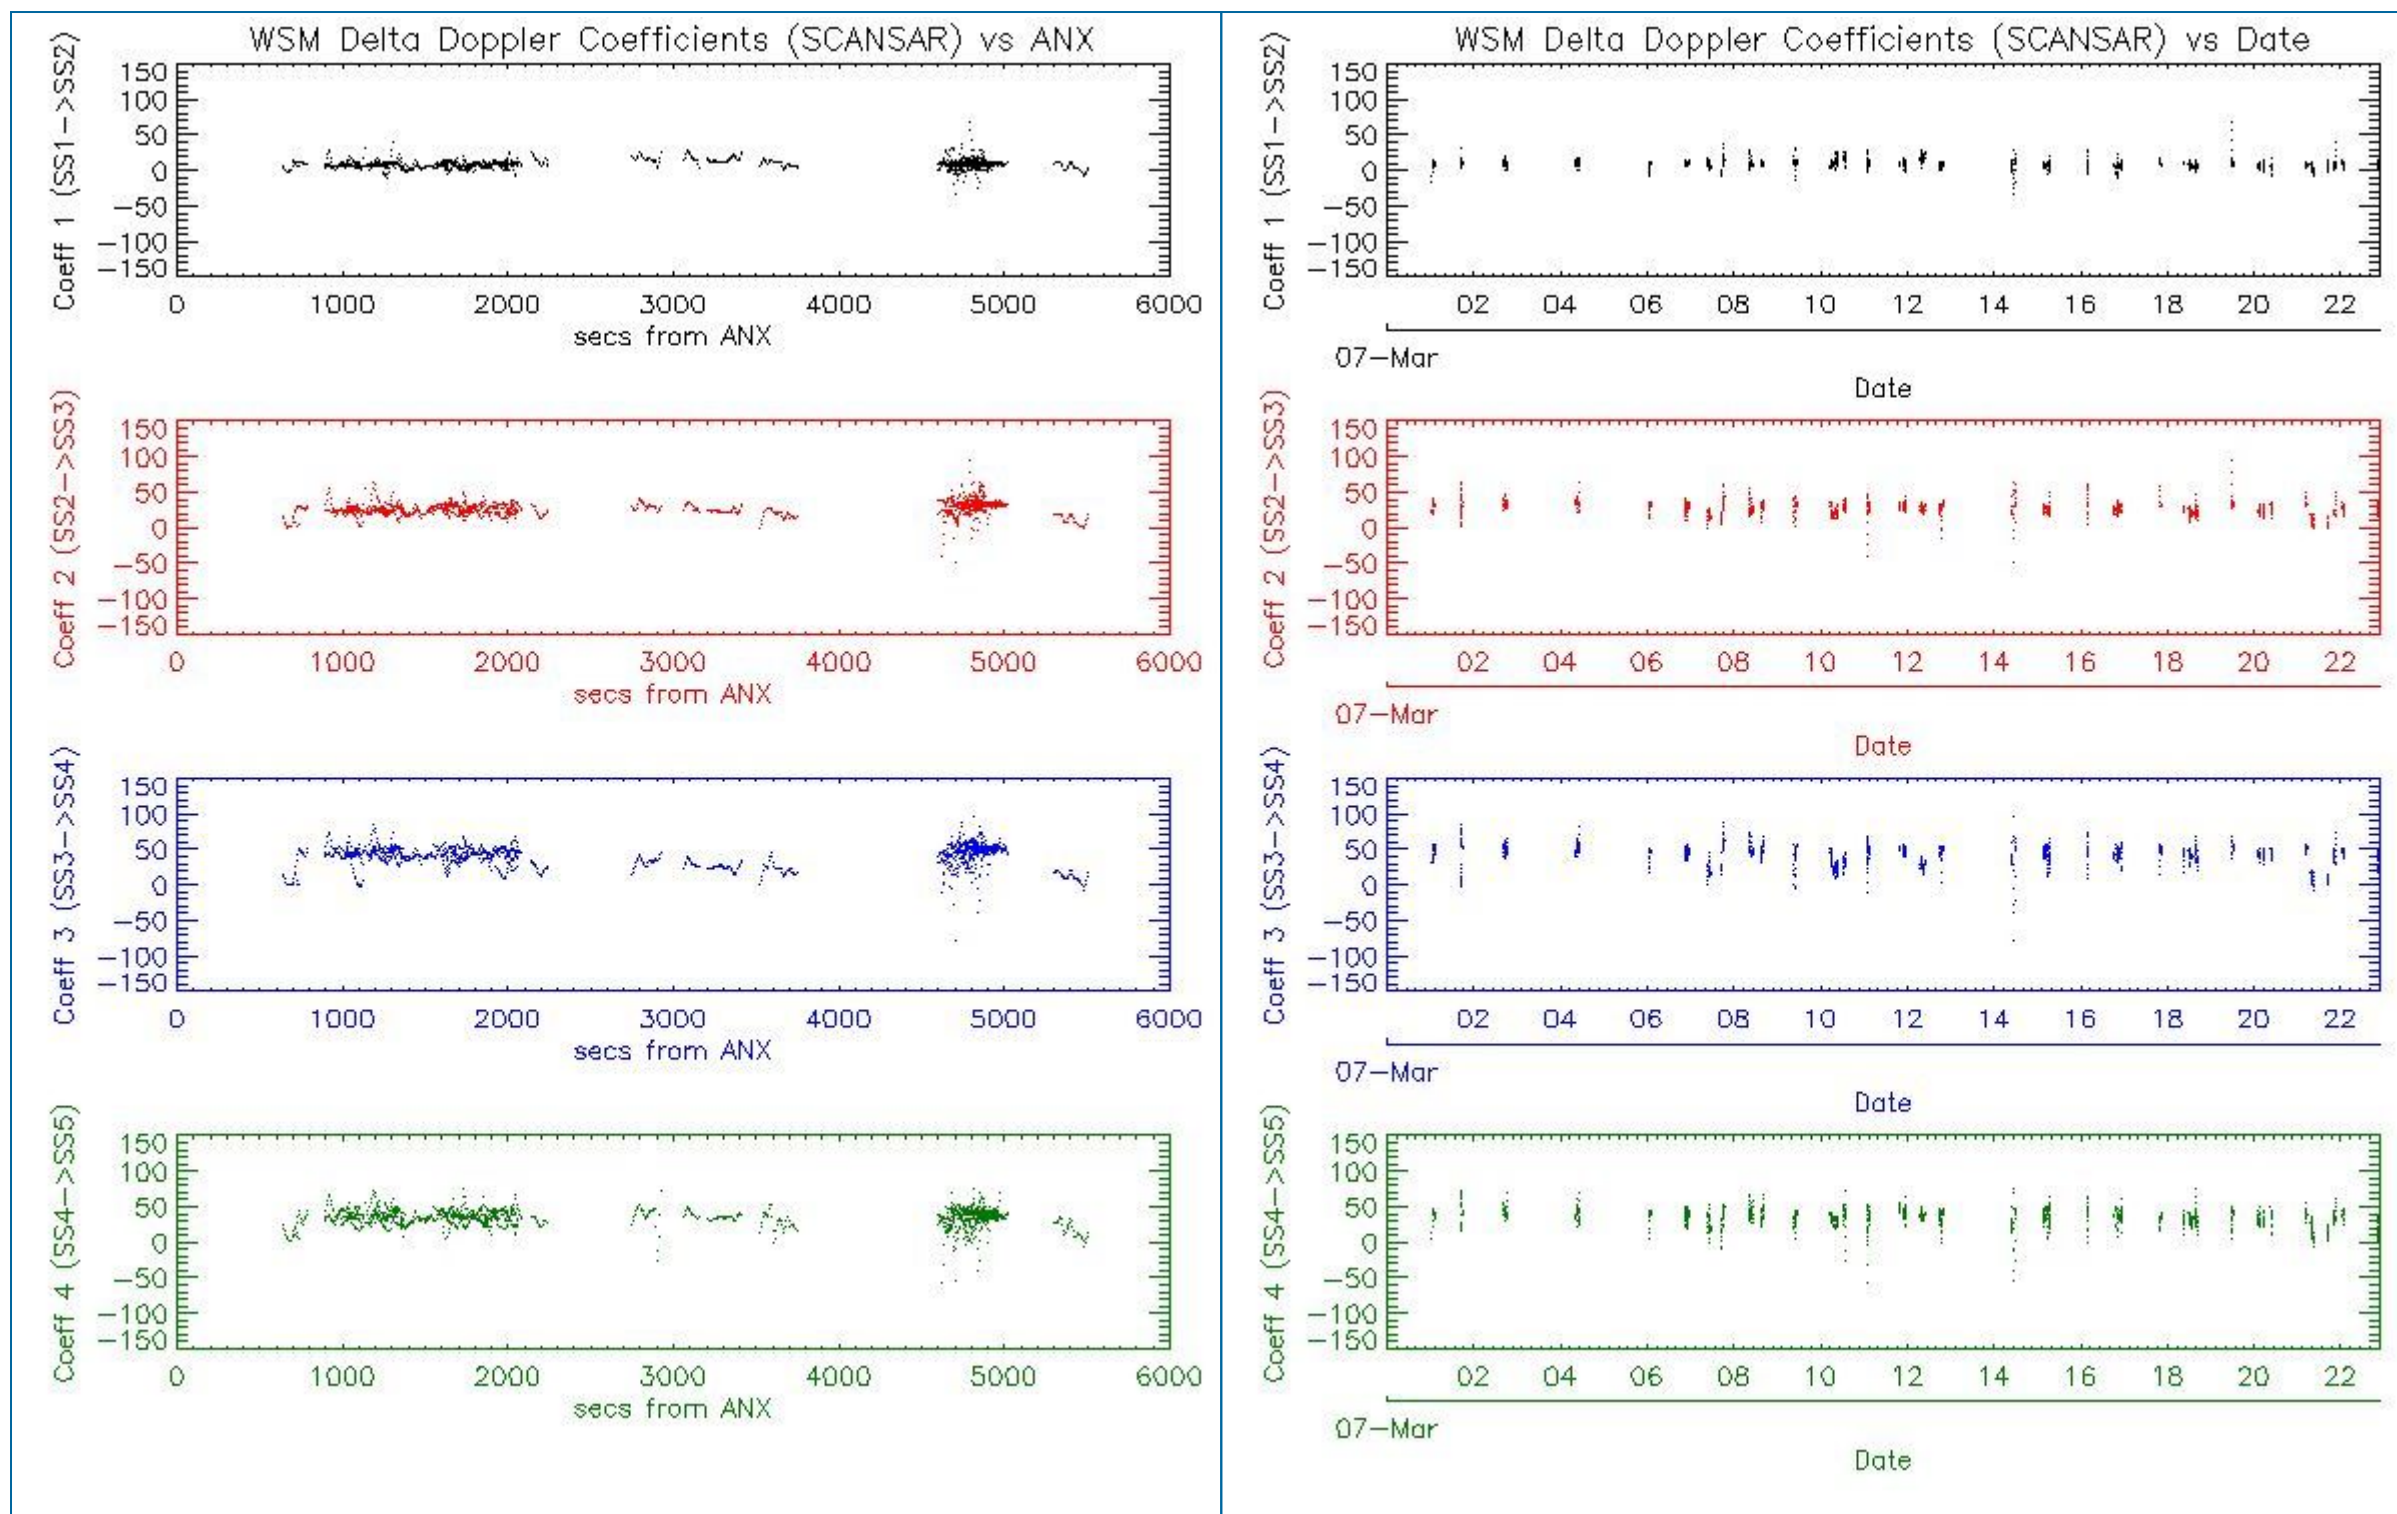 WSM Delta Doppler Coefficients (SCANSAR) vs ANX
Coeff 1 (SS1->SS2)
150
100
50
0
-50
-100
-150
0 1000 2000 3000 4000 5000 6000
secs from ANX
Coeff 2 (SS2->SS3)
150
100
50
0
-50
-100
-150
0 1000 2000 3000 4000 5000 6000
secs from ANX
Coeff 3 (SS3->SS4)
150
100
50
0
-50
-100
-150
0 1000 2000 3000 4000 5000 6000
secs from ANX
Coeff 4 (SS4->SS5)
150
100
50
0
-50
-100
-150
0 1000 2000 3000 4000 5000 6000
secs from ANX
WSM Delta Doppler Coefficients (SCANSAR) vs Date
Coeff 1 (SS1->SS2)
150
100
50
0
-50
-100
-150
02 04 06 08 10 12 14 16 18 20 22
07-Mar
Date
Coeff 2 (SS2->SS3)
150
100
50
0
-50
-100
-150
02 04 06 08 10 12 14 16 18 20 22
07-Mar
Date
Coeff 3 (SS3->SS4)
150
100
50
0
-50
-100
-150
02 04 06 08 10 12 14 16 18 20 22
07-Mar
Date
Coeff 4 (SS4->SS5)
150
100
50
0
-50
-100
-150
02 04 06 08 10 12 14 16 18 20 22
07-Mar
Date